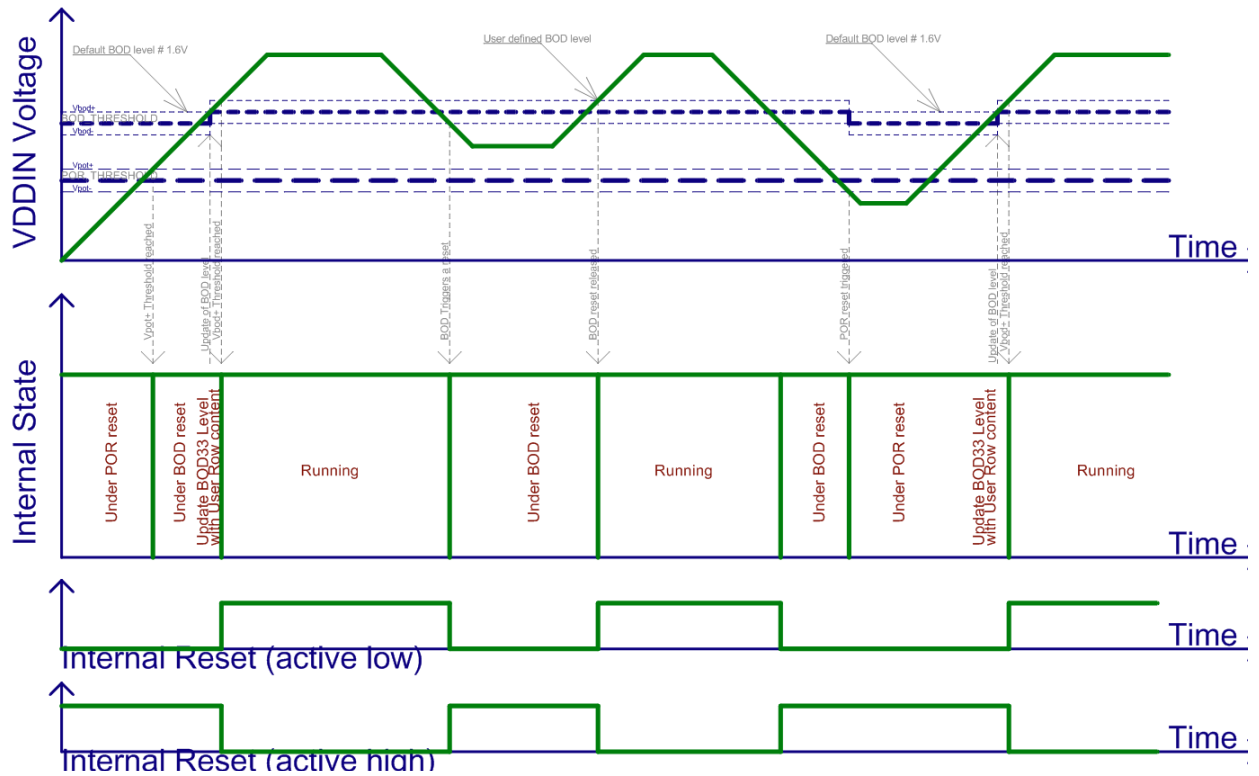 VDDIN Voltage
Default BOD level # 1.6V
User defined BOD level
Default BOD level # 1.6V
Vbod+
BOD_THRESHOLD
Vbod-
Vpot+
POR_THRESHOLD
Vpot-
Time
Vpot+ Threshold reached
Update of BOD level
Vbod+ Threshold reached
BOD Triggers a reset
BOD reset released
POR reset triggered
Update of BOD level
Vbod+ Threshold reached
Internal State
Under POR reset
Under BOD reset
Update BOD33 Level
with User Row content
Running
Under BOD reset
Running
Under BOD reset
Under POR reset
Update BOD33 Level
with User Row content
Running
Time
Internal Reset (active low)
Time
Internal Reset (active high)
Time